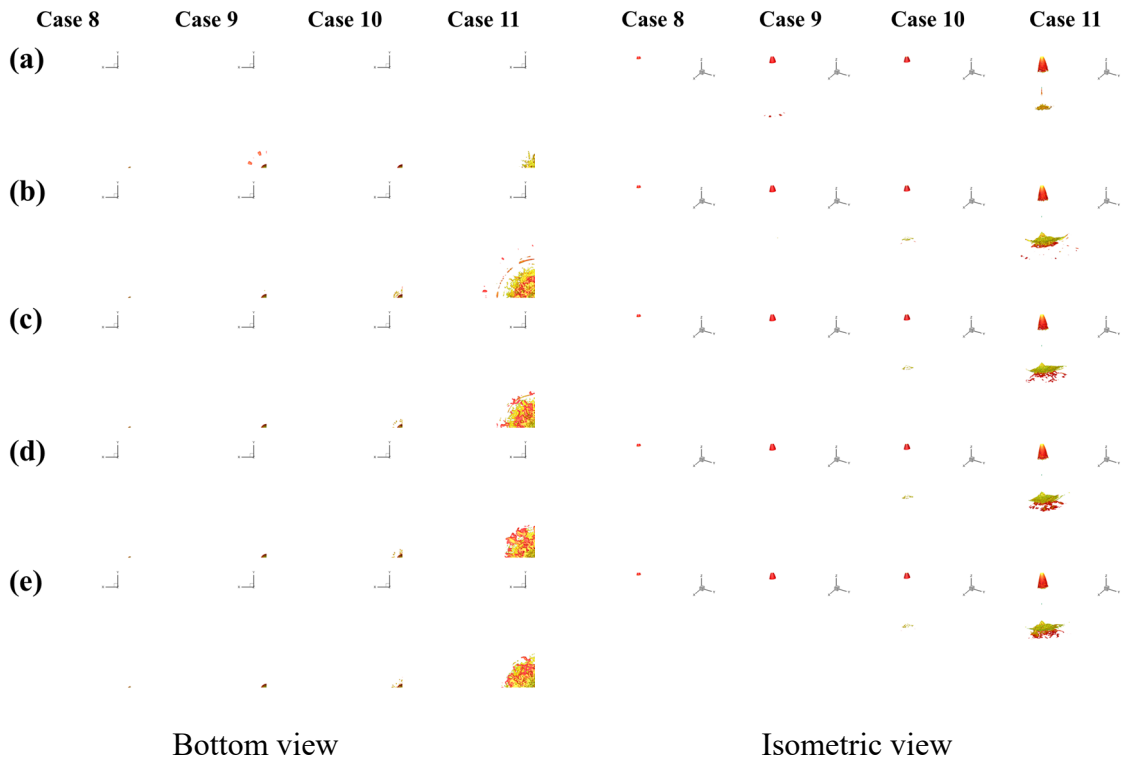 Case 8 Case 9 Case 10 Case 11 Case 8 Case 9 Case 10 Case 11
(a)
(b)
(c)
(d)
(e)
Bottom view Isometric view